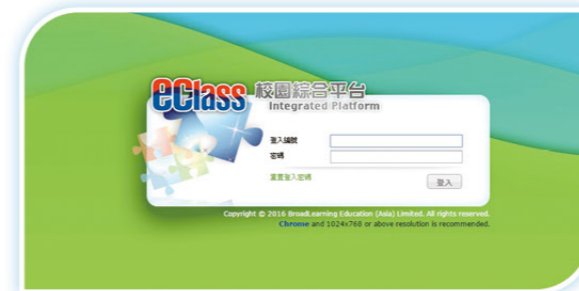 eClass 校園綜合平台
Integrated Platform
登入編號
密碼
重置登入密碼
登入
Copyright © 2016 BroadLearning Education (Asia) Limited. All rights reserved.
Chrome and 1024x768 or above resolution is recommended.